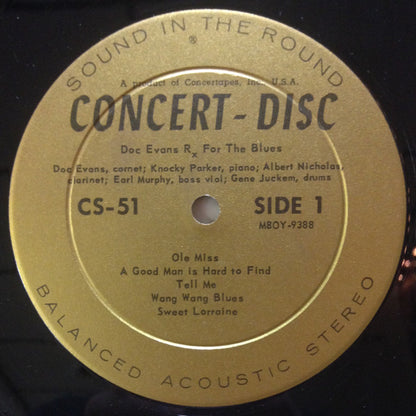 SOUND IN THE ROUND
®
A product of Concertapes, Inc., U.S.A.
CONCERT-DISC
Doc Evans Rx For The Blues
Doc Evans, cornet; Knocky Parker, piano; Albert Nicholas,
clarinet; Earl Murphy, bass viol; Gene Juckem, drums
CS-51
SIDE 1
MBOY-9388
Ole Miss
A Good Man is Hard to Find
Tell Me
Wang Wang Blues
Sweet Lorraine
BALANCED ACOUSTIC STEREO